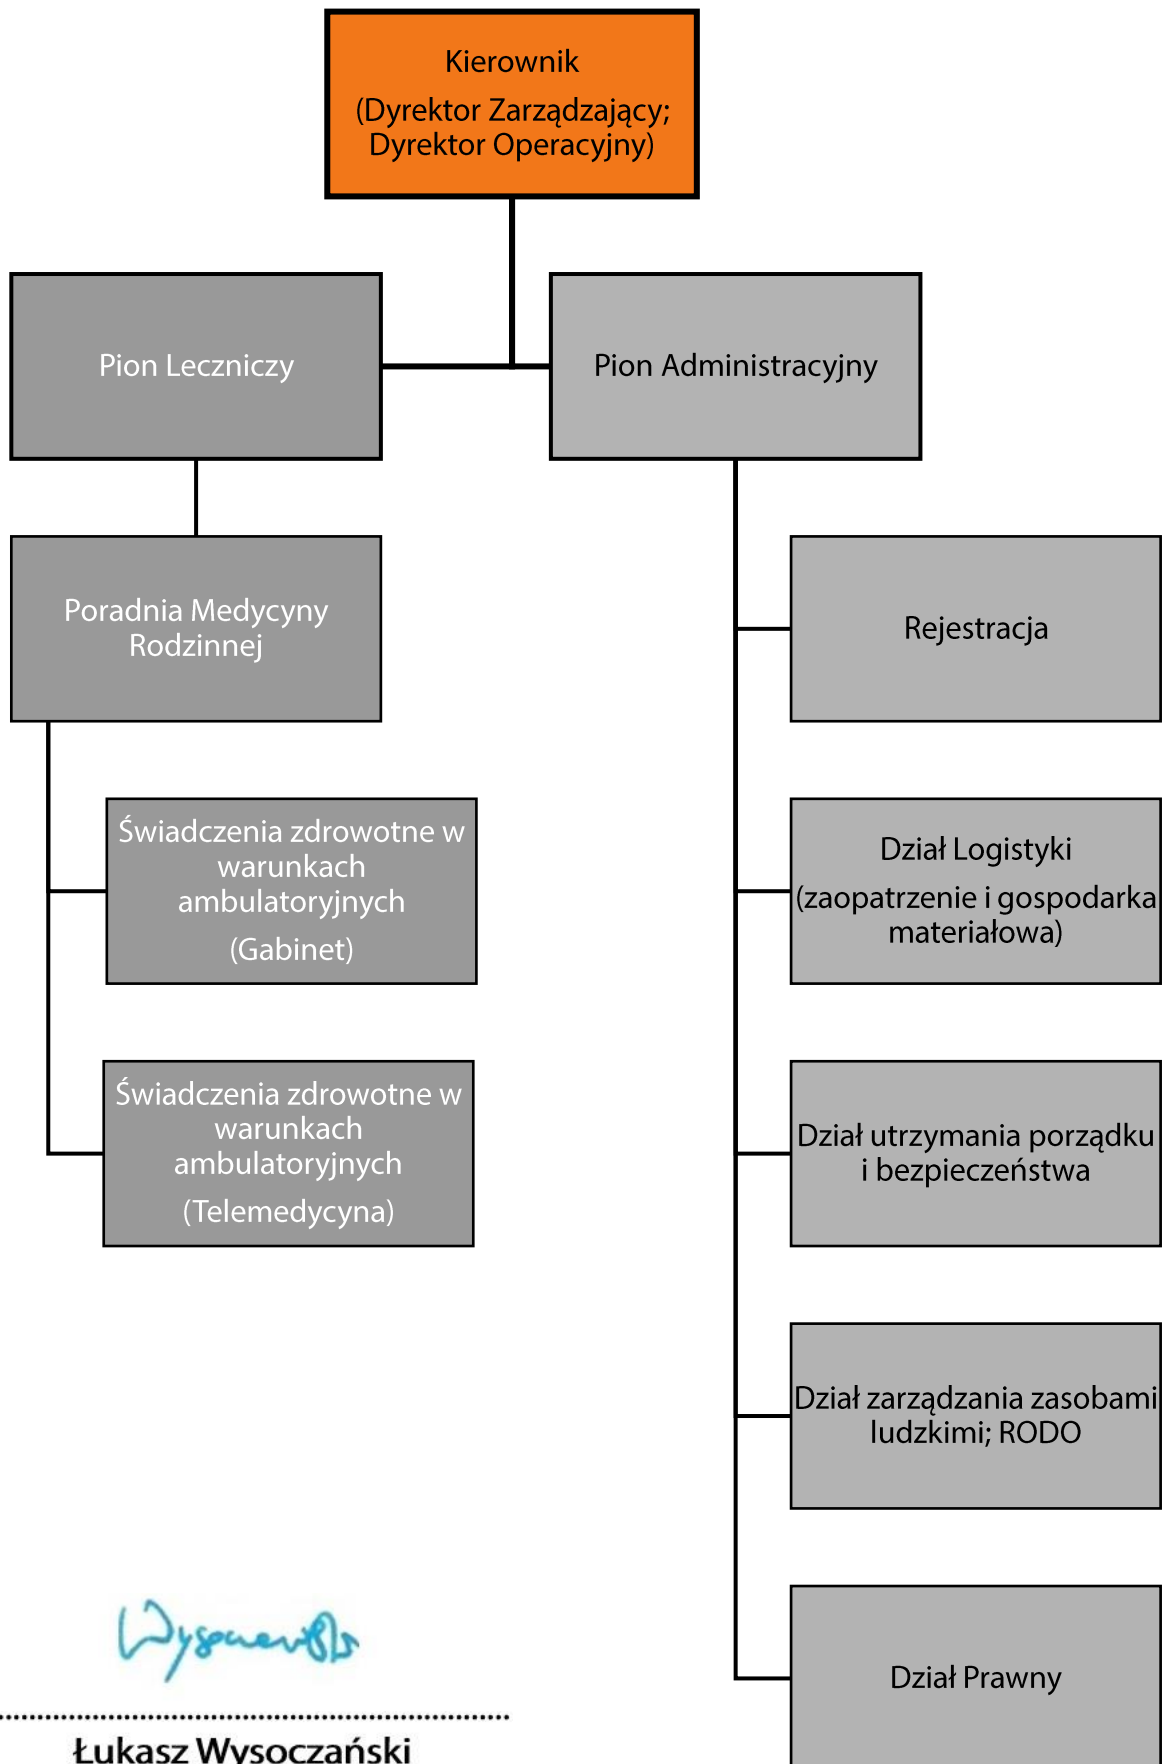 Kierownik
(Dyrektor Zarządzający;
Dyrektor Operacyjny)
Pion Leczniczy
Pion Administracyjny
Poradnia Medycyny
Rodzinnej
Rejestracja
Świadczenia zdrowotne w
warunkach
ambulatoryjnych
(Gabinet)
Dział Logistyki
(zaopatrzenie i gospodarka
materiałowa)
Świadczenia zdrowotne w
warunkach
ambulatoryjnych
(Telemedycyna)
Dział utrzymania porządku
i bezpieczeństwa
Dział zarządzania zasobami
ludzkimi; RODO
Dział Prawny
Łukasz Wysoczański